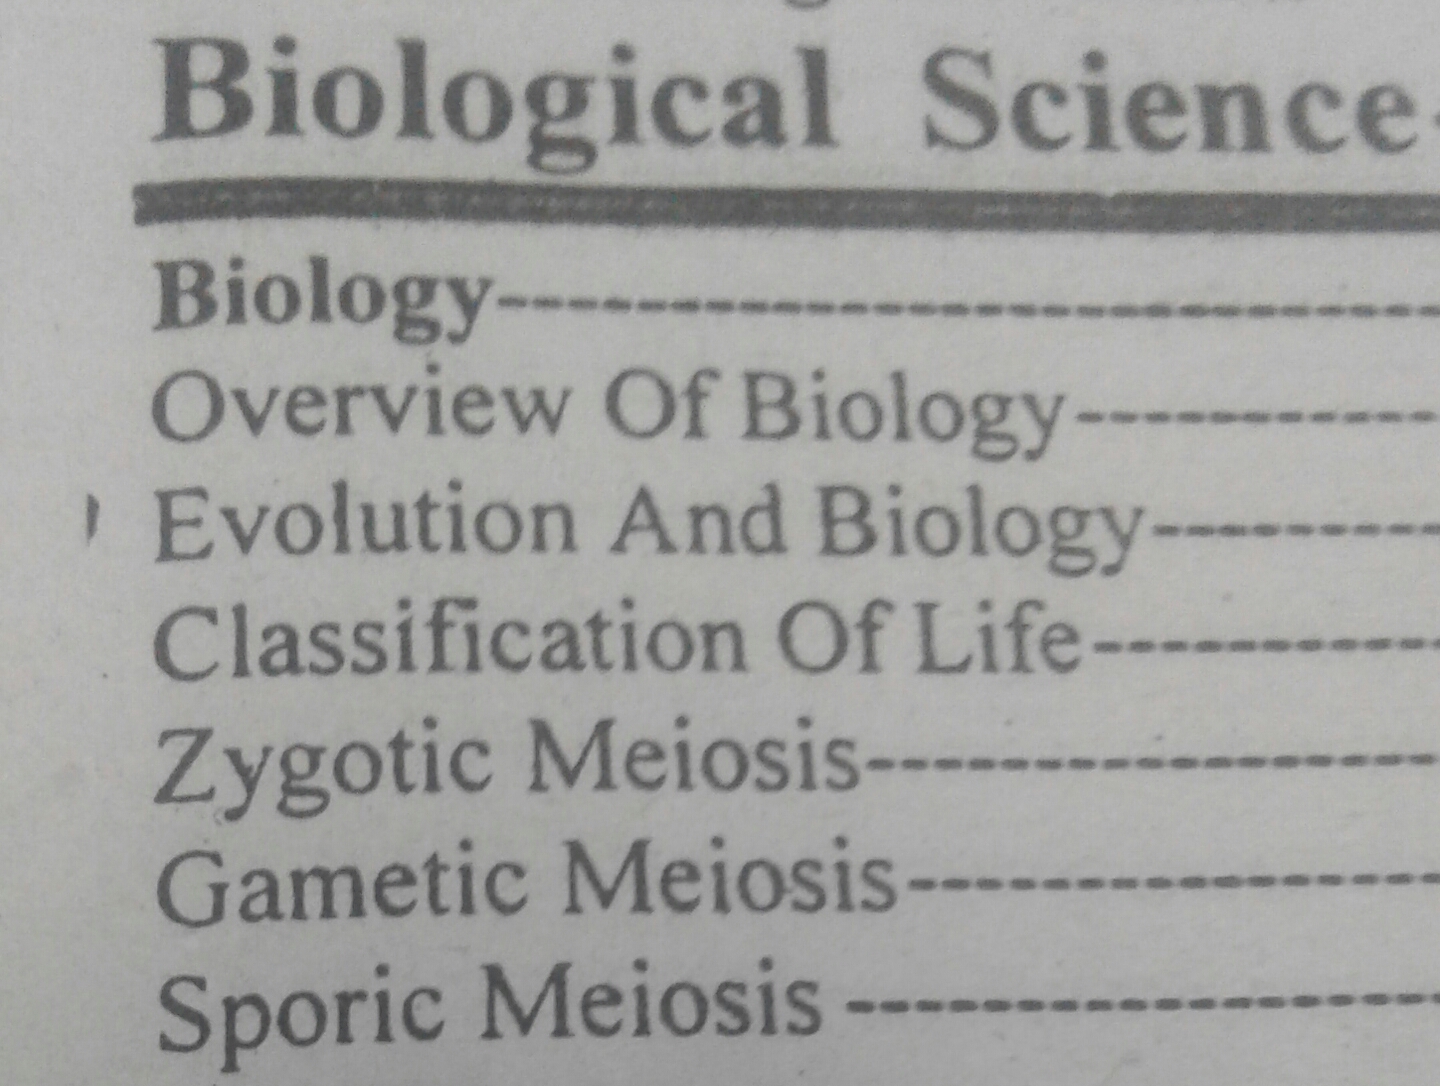 Biological Science-
Biology----------------------------
Overview Of Biology-----------
Evolution And Biology---------
Classification Of Life-----------
Zygotic Meiosis-----------------
Gametic Meiosis----------------
Sporic Meiosis ------------------